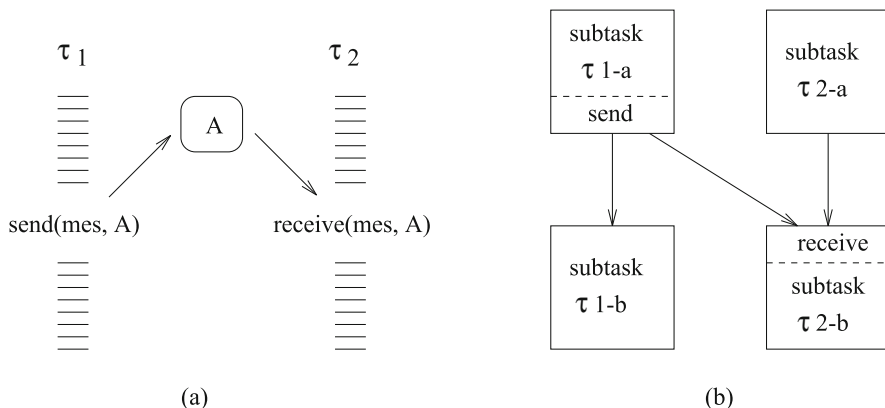 τ 1
τ 2
A
send(mes, A)
receive(mes, A)
(a)
subtask
τ 1-a
send
subtask
τ 2-a
subtask
τ 1-b
receive
subtask
τ 2-b
(b)